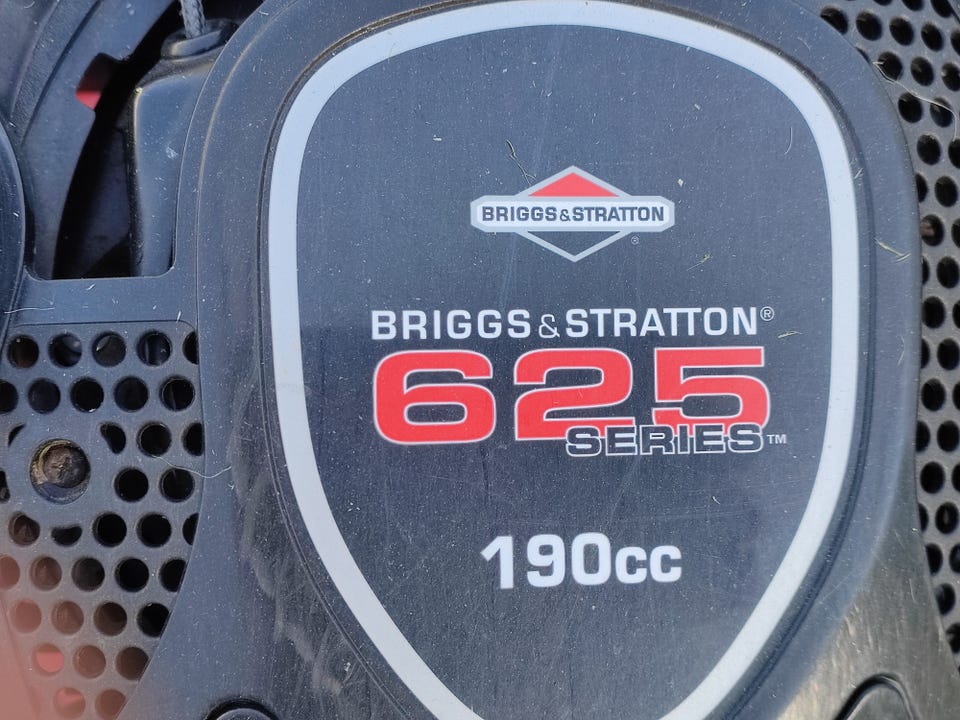 BRIGGS&STRATTON
®
BRIGGS & STRATTON®
625
SERIES™
190cc